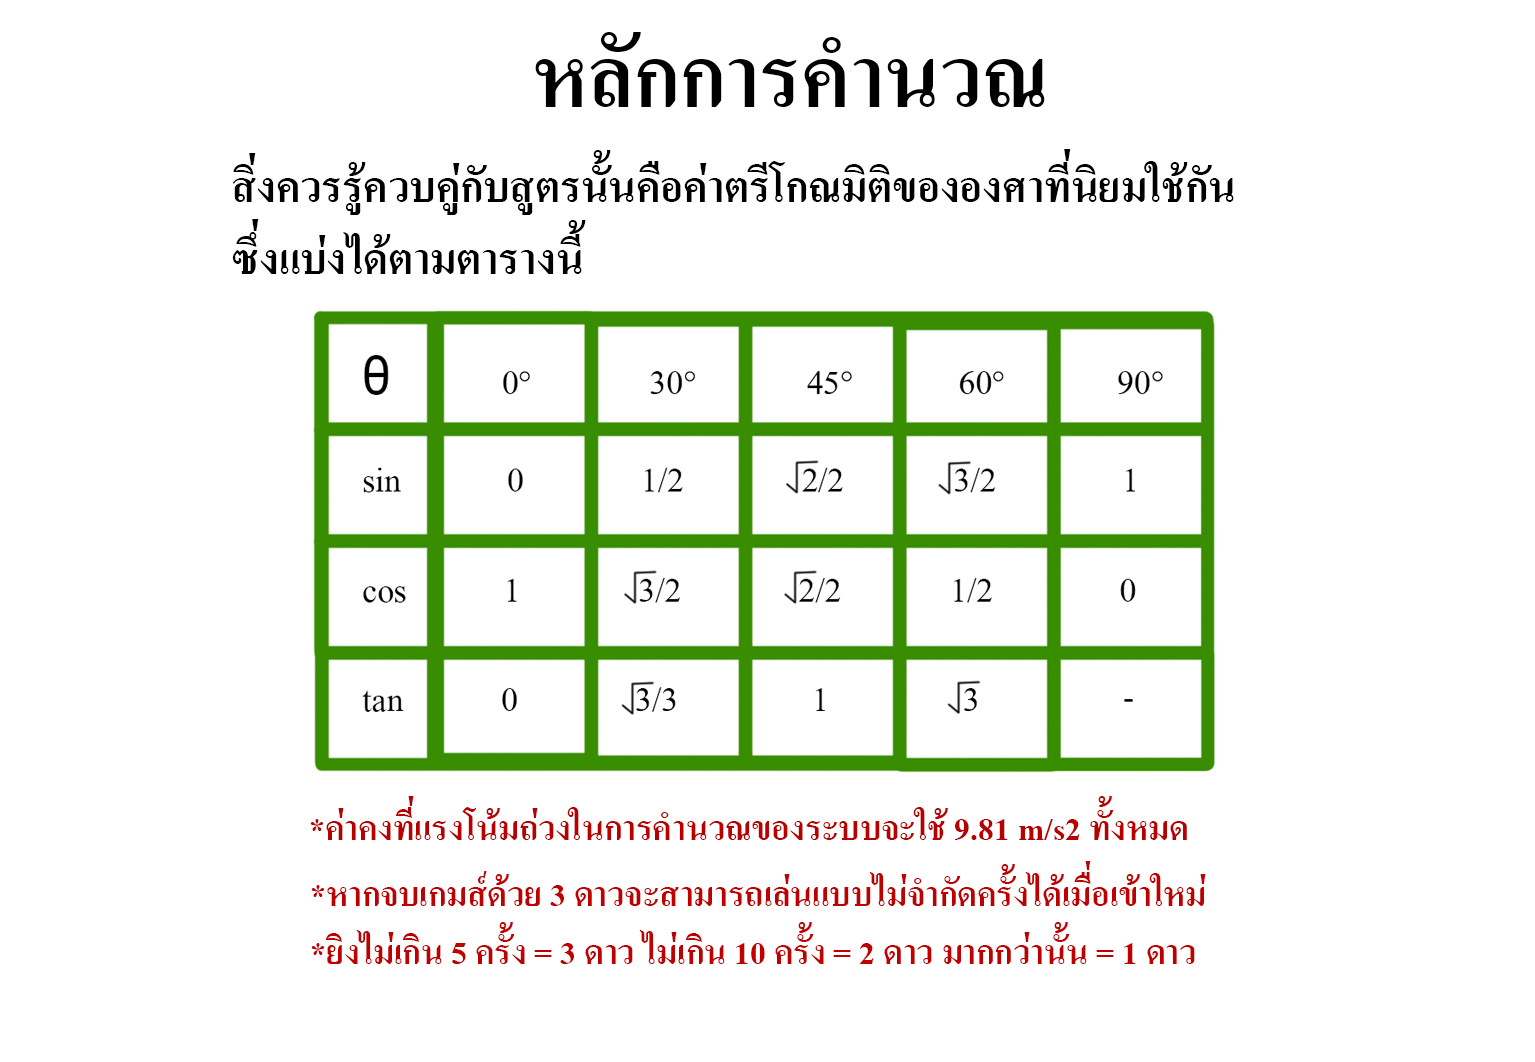 หลักการคำนวณ
สิ่งควรรู้ควบคู่กับสูตรนั้นคือค่าตรีโกณมิติขององศาที่นิยมใช้กัน
ซึ่งแบ่งได้ตามตารางนี้
θ 0° 30° 45° 60° 90°
sin 0 1/2 √2/2 √3/2 1
cos 1 √3/2 √2/2 1/2 0
tan 0 √3/3 1 √3 -
*ค่าคงที่แรงโน้มถ่วงในการคำนวณของระบบจะใช้ 9.81 m/s2 ทั้งหมด
*หากจบเกมส์ด้วย 3 ดาวจะสามารถเล่นแบบไม่จำกัดครั้งได้เมื่อเข้าใหม่
*ยิงไม่เกิน 5 ครั้ง = 3 ดาว ไม่เกิน 10 ครั้ง = 2 ดาว มากกว่านั้น = 1 ดาว